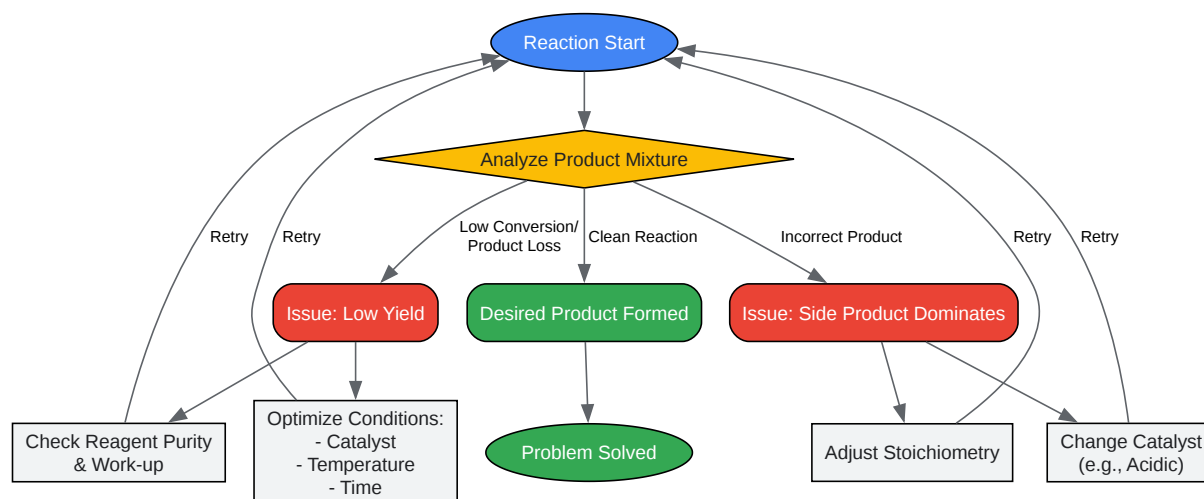 Reaction Start
Analyze Product Mixture
Retry
Retry
Low Conversion/
Product Loss
Clean Reaction
Incorrect Product
Retry
Retry
Issue: Low Yield
Desired Product Formed
Issue: Side Product Dominates
Check Reagent Purity
& Work-up
Optimize Conditions:
- Catalyst
- Temperature
- Time
Problem Solved
Adjust Stoichiometry
Change Catalyst
(e.g., Acidic)